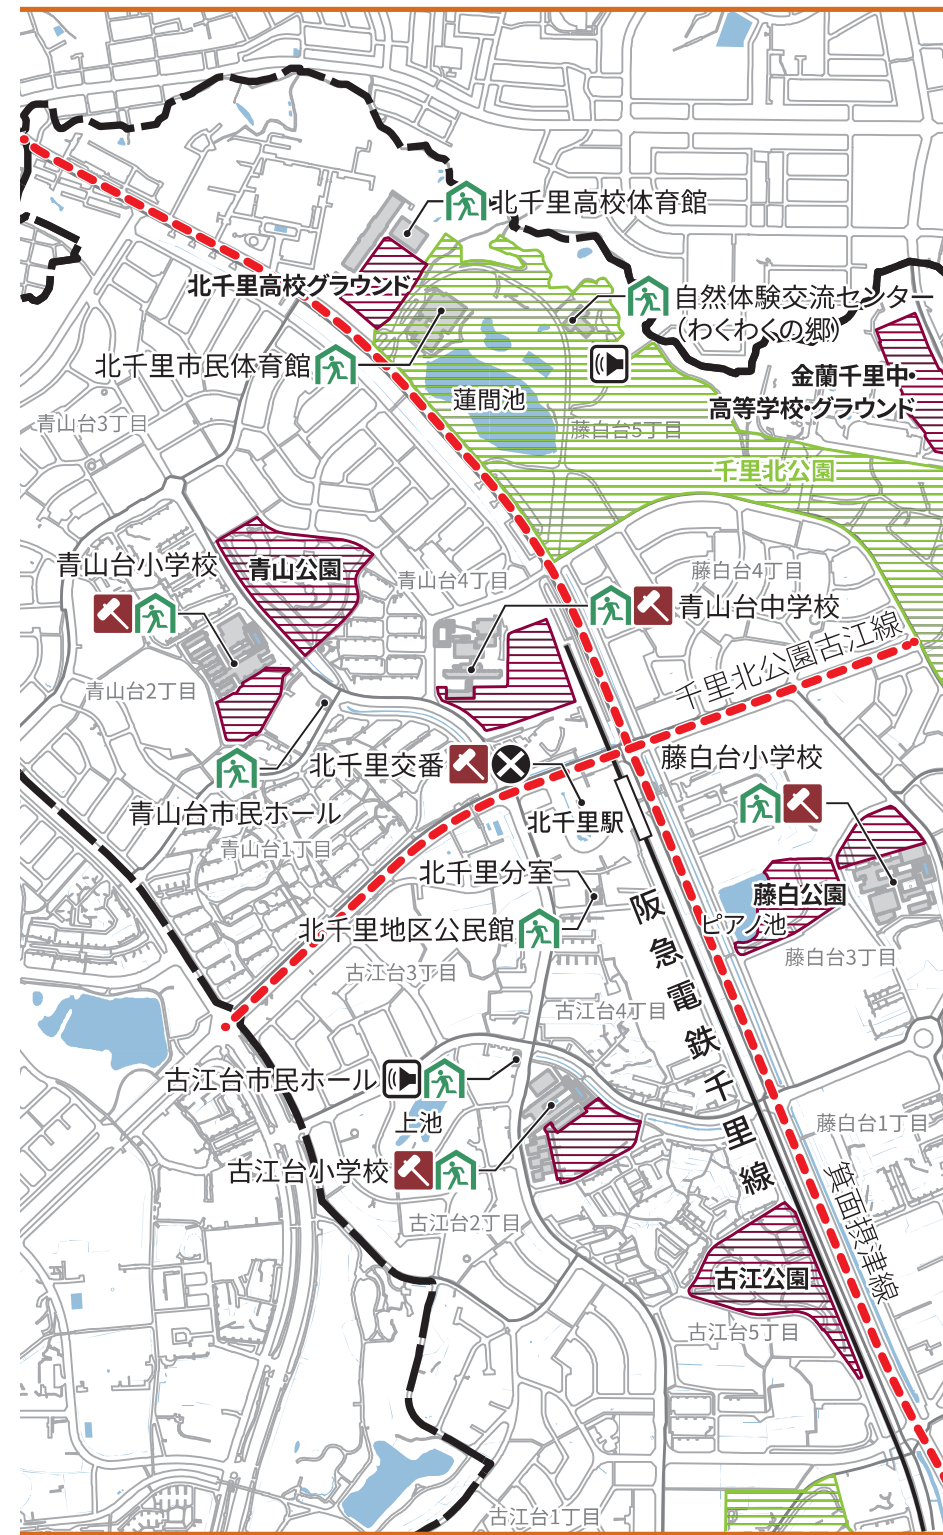 北千里高校体育館
北千里高校グラウンド
自然体験交流センター
(わくわくの郷)
北千里市民体育館
金蘭千里中・
高等学校・グラウンド
蓮間池
青山台3丁目
藤白台5丁目
千里北公園
青山台小学校
青山公園
青山台4丁目
藤白台4丁目
青山台中学校
千里北公園古江線
青山台2丁目
北千里交番
藤白台小学校
青山台市民ホール
北千里駅
青山台1丁目
北千里分室
藤白公園
阪急電鉄千里線
ピアノ池
北千里地区公民館
藤白台3丁目
古江台3丁目
古江台4丁目
古江台市民ホール
上池
藤白台1丁目
古江台小学校
箕面摂津線
古江台2丁目
古江公園
古江台5丁目
古江台1丁目